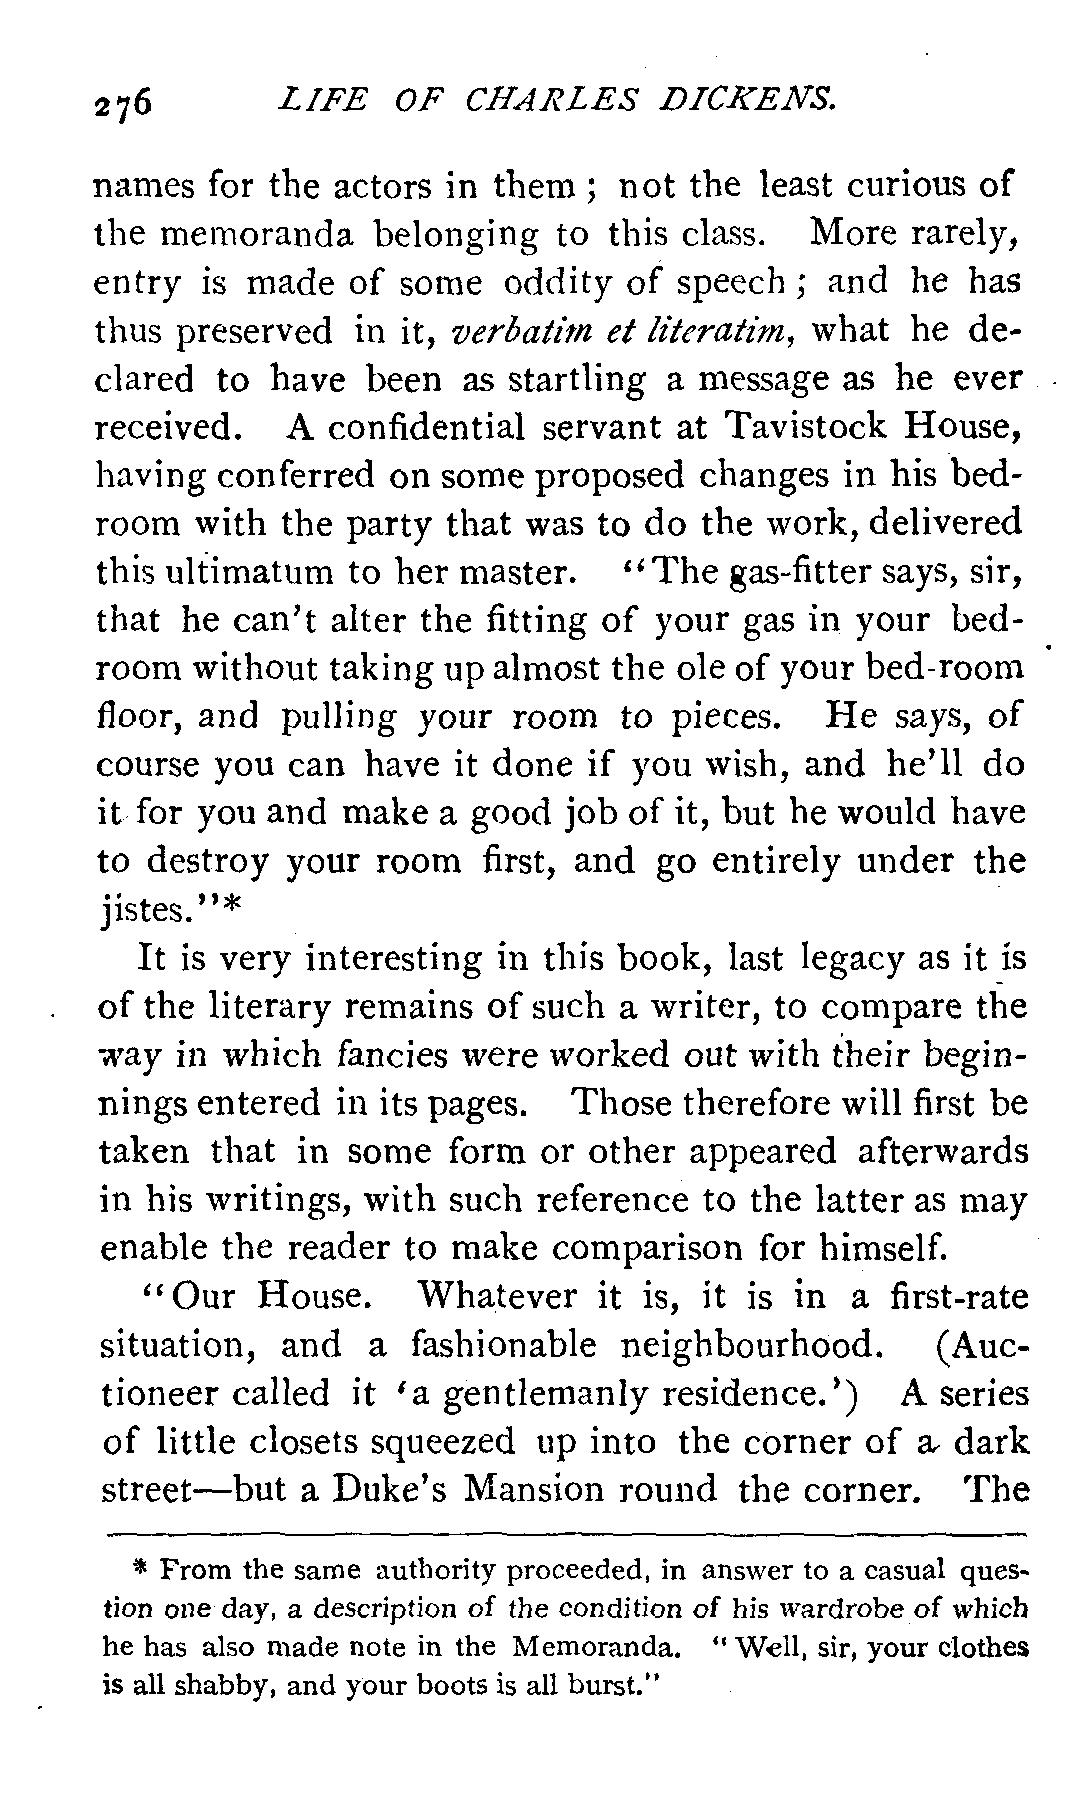 276 LIFE OF CHARLES DICKENS.
names for the actors in them ; not the least curious of
the memoranda belonging to this class. More rarely,
entry is made of some oddity of speech ; and he has
thus preserved in it, verbatim et literatim, what he de-
clared to have been as startling a message as he ever
received. A confidential servant at Tavistock House,
having conferred on some proposed changes in his bed-
room with the party that was to do the work, delivered
this ultimatum to her master. "The gas-fitter says, sir,
that he can't alter the fitting of your gas in your bed-
room without taking up almost the ole of your bed-room
floor, and pulling your room to pieces. He says, of
course you can have it done if you wish, and he'll do
it for you and make a good job of it, but he would have
to destroy your room first, and go entirely under the
jistes."*
It is very interesting in this book, last legacy as it is
of the literary remains of such a writer, to compare the
way in which fancies were worked out with their begin-
nings entered in its pages. Those therefore will first be
taken that in some form or other appeared afterwards
in his writings, with such reference to the latter as may
enable the reader to make comparison for himself.
"Our House. Whatever it is, it is in a first-rate
situation, and a fashionable neighbourhood. (Auc-
tioneer called it 'a gentlemanly residence.') A series
of little closets squeezed up into the corner of a dark
street—but a Duke's Mansion round the corner. The
* From the same authority proceeded, in answer to a casual ques-
tion one day, a description of the condition of his wardrobe of which
he has also made note in the Memoranda. "Well, sir, your clothes
is all shabby, and your boots is all burst."